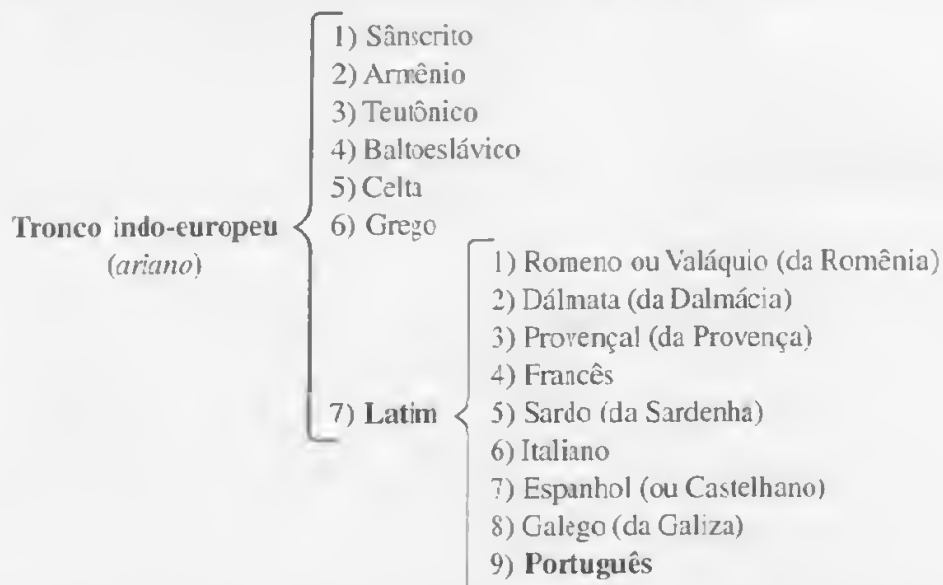 1) Sânscrito
2) Armênio
3) Teutônico
4) Baltoeslávico
5) Celta
Tronco indo-europeu
(ariano)
6) Grego
7) Latim
1) Romeno ou Valáquio (da Romênia)
2) Dálmata (da Dalmácia)
3) Provençal (da Provença)
4) Francês
5) Sardo (da Sardenha)
6) Italiano
7) Espanhol (ou Castelhano)
8) Galego (da Galiza)
9) Português